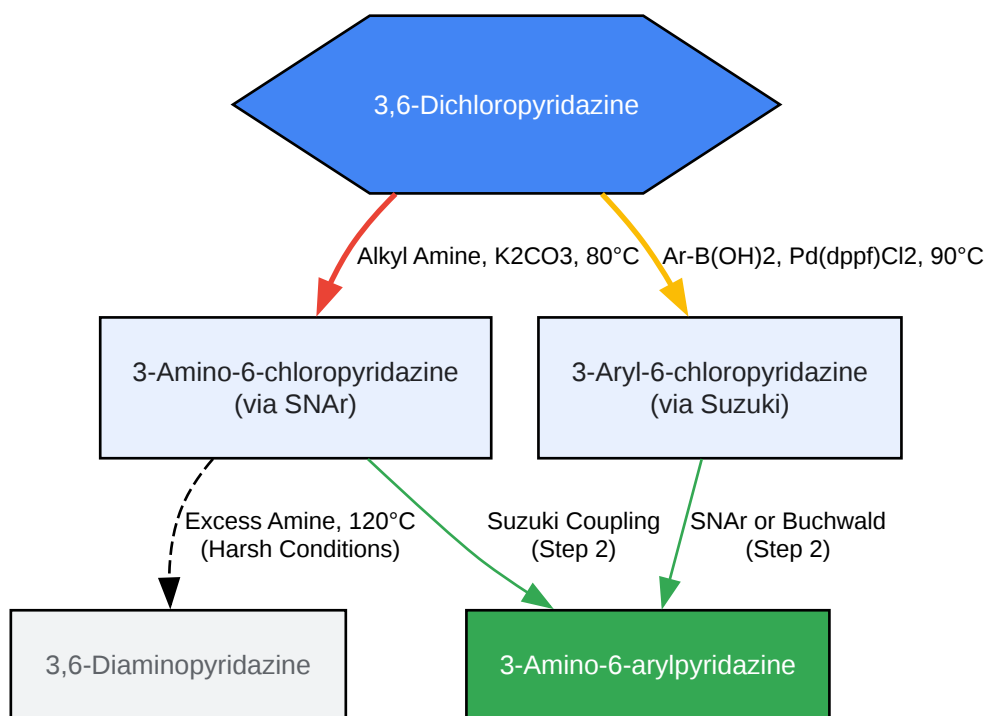 3,6-Dichloropyridazine
Alkyl Amine, K2CO3, 80°C
Ar-B(OH)2, Pd(dppf)Cl2, 90°C
3-Amino-6-chloropyridazine
(via SNAr)
3-Aryl-6-chloropyridazine
(via Suzuki)
Excess Amine, 120°C
(Harsh Conditions)
Suzuki Coupling
(Step 2)
SNAr or Buchwald
(Step 2)
3,6-Diaminopyridazine
3-Amino-6-arylpyridazine